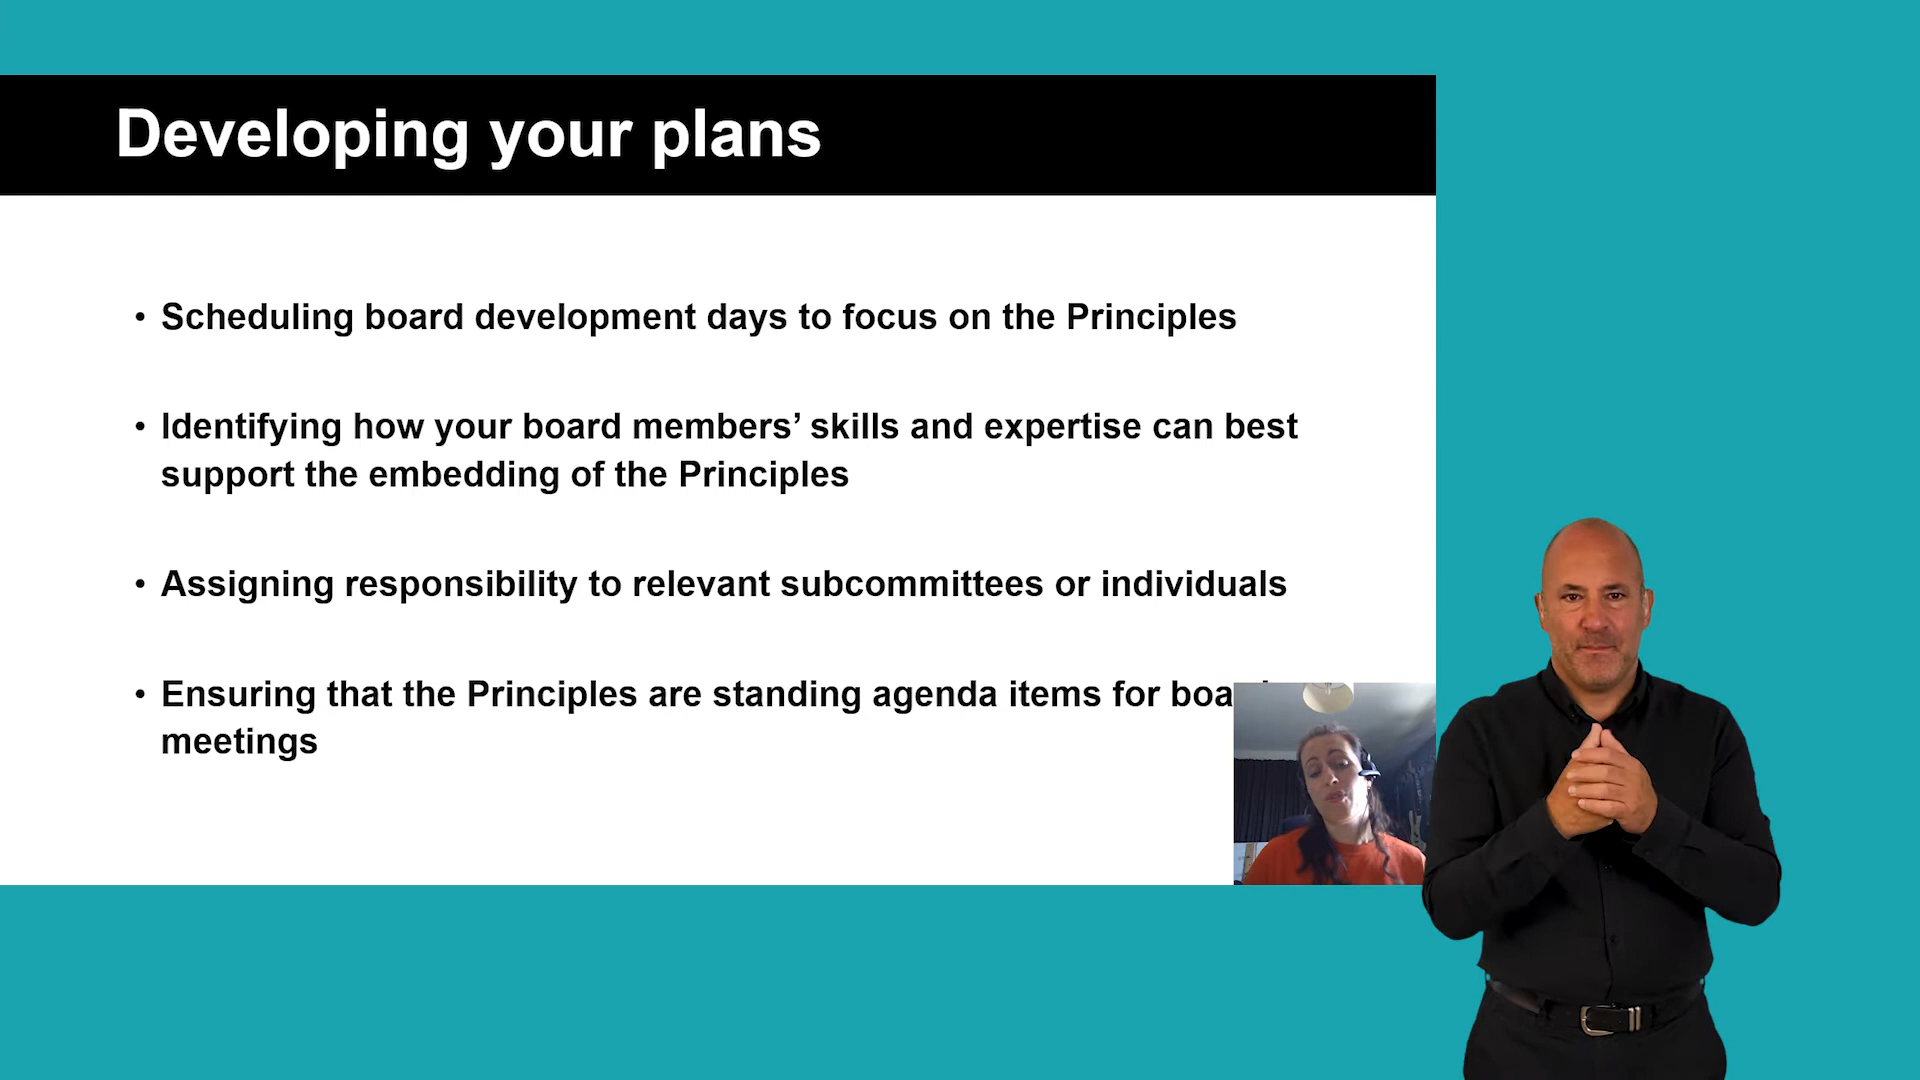 Developing your plans
• Scheduling board development days to focus on the Principles
• Identifying how your board members’ skills and expertise can best
support the embedding of the Principles
• Assigning responsibility to relevant subcommittees or individuals
• Ensuring that the Principles are standing agenda items for
meetings